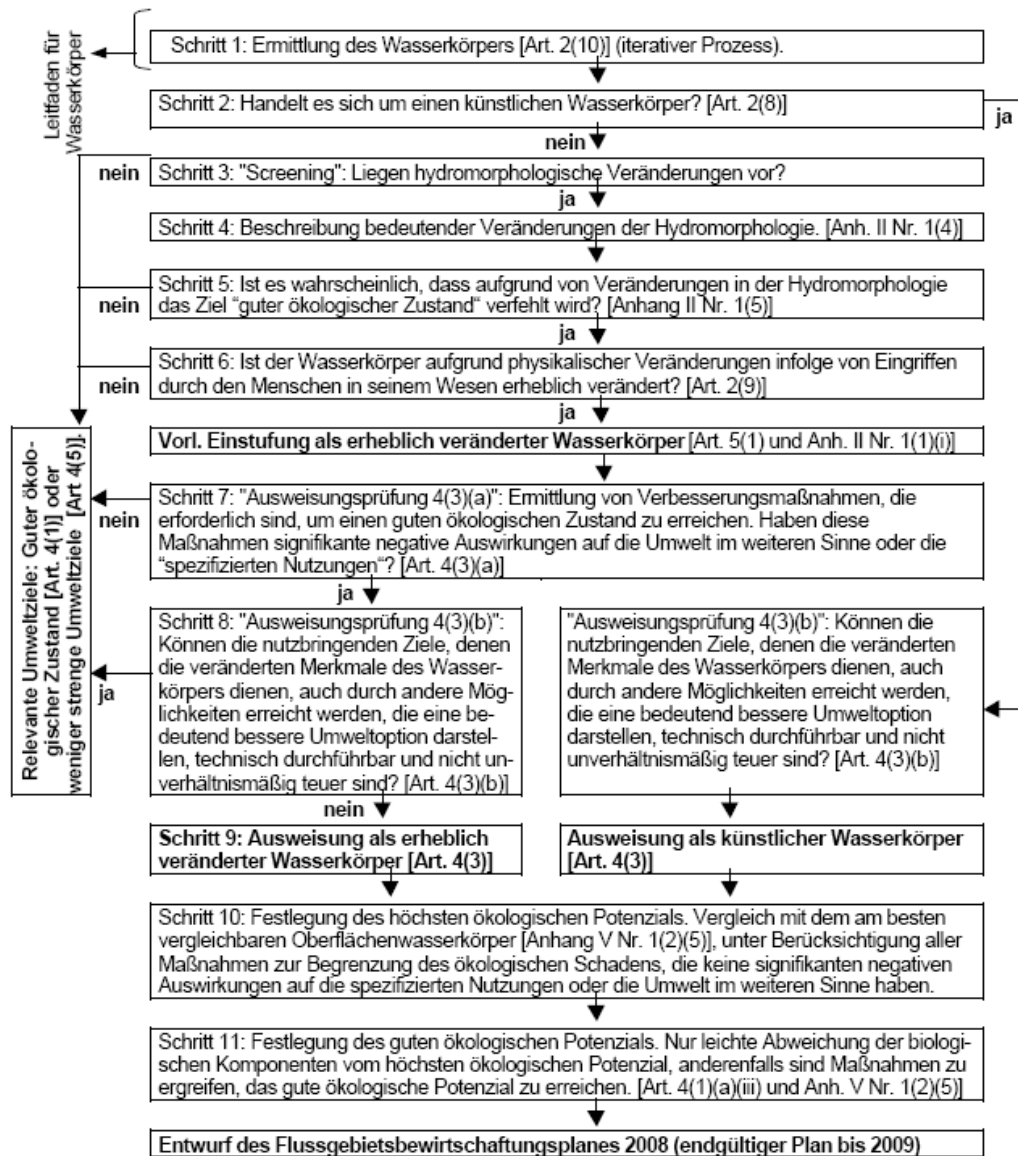 Leitfaden für
Wasserkörper
Schritt 1: Ermittlung des Wasserkörpers [Art. 2(10)] (iterativer Prozess).
Schritt 2: Handelt es sich um einen künstlichen Wasserkörper? [Art. 2(8)]
ja
nein
nein
Schritt 3: "Screening": Liegen hydromorphologische Veränderungen vor?
ja
Schritt 4: Beschreibung bedeutender Veränderungen der Hydromorphologie. [Anh. II Nr. 1(4)]
Schritt 5: Ist es wahrscheinlich, dass aufgrund von Veränderungen in der Hydromorphologie
das Ziel “guter ökologischer Zustand“ verfehlt wird? [Anhang II Nr. 1(5)]
nein
ja
Schritt 6: Ist der Wasserkörper aufgrund physikalischer Veränderungen infolge von Eingriffen
durch den Menschen in seinem Wesen erheblich verändert? [Art. 2(9)]
nein
ja
Vorl. Einstufung als erheblich veränderter Wasserkörper [Art. 5(1) und Anh. II Nr. 1(1)(i)]
Relevante Umweltziele: Guter ökolo-
gischer Zustand [Art. 4(1)] oder
weniger strenge Umweltziele [Art 4(5)].
nein
Schritt 7: "Ausweisungsprüfung 4(3)(a)": Ermittlung von Verbesserungsmaßnahmen, die
erforderlich sind, um einen guten ökologischen Zustand zu erreichen. Haben diese
Maßnahmen signifikante negative Auswirkungen auf die Umwelt im weiteren Sinne oder die
“spezifizierten Nutzungen“? [Art. 4(3)(a)]
ja
Schritt 8: "Ausweisungsprüfung 4(3)(b)":
Können die nutzbringenden Ziele, denen
die veränderten Merkmale des Wasser-
körpers dienen, auch durch andere Mög-
lichkeiten erreicht werden, die eine be-
deutend bessere Umweltoption darstel-
len, technisch durchführbar und nicht un-
verhältnismäßig teuer sind? [Art. 4(3)(b)]
ja
"Ausweisungsprüfung 4(3)(b)": Können die
nutzbringenden Ziele, denen die veränderten
Merkmale des Wasserkörpers dienen, auch
durch andere Möglichkeiten erreicht werden,
die eine bedeutend bessere Umweltoption
darstellen, technisch durchführbar und nicht
unverhältnismäßig teuer sind? [Art. 4(3)(b)]
nein
Schritt 9: Ausweisung als erheblich
veränderter Wasserkörper [Art. 4(3)]
Ausweisung als künstlicher Wasserkörper
[Art. 4(3)]
Schritt 10: Festlegung des höchsten ökologischen Potenzials. Vergleich mit dem am besten
vergleichbaren Oberflächenwasserkörper [Anhang V Nr. 1(2)(5)], unter Berücksichtigung aller
Maßnahmen zur Begrenzung des ökologischen Schadens, die keine signifikanten negativen
Auswirkungen auf die spezifizierten Nutzungen oder die Umwelt im weiteren Sinne haben.
Schritt 11: Festlegung des guten ökologischen Potenzials. Nur leichte Abweichung der biologi-
schen Komponenten vom höchsten ökologischen Potenzial, anderenfalls sind Maßnahmen zu
ergreifen, das gute ökologische Potenzial zu erreichen. [Art. 4(1)(a)(iii) und Anh. V Nr. 1(2)(5)]
Entwurf des Flussgebietsbewirtschaftungsplanes 2008 (endgültiger Plan bis 2009)